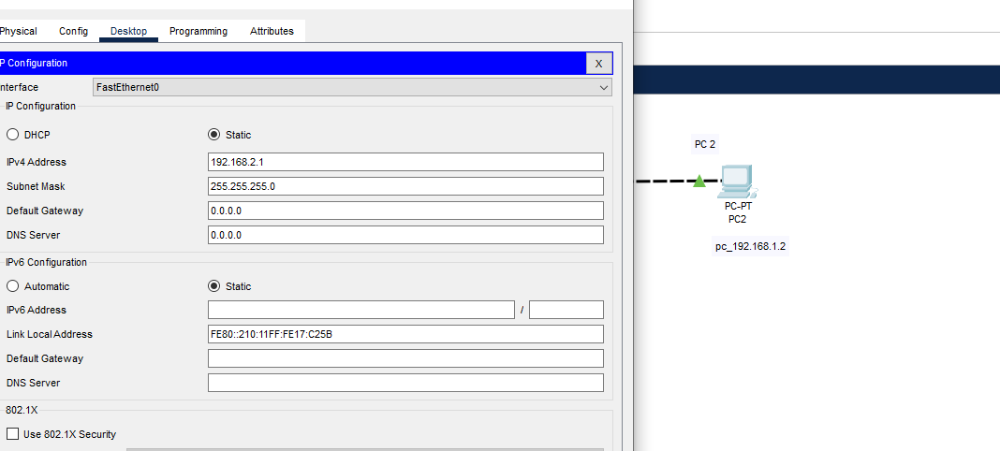 Physical Config Desktop Programming Attributes
P Configuration X
nterface FastEthernet0
IP Configuration
DHCP Static
IPv4 Address 192.168.2.1
Subnet Mask 255.255.255.0
Default Gateway 0.0.0.0
DNS Server 0.0.0.0
IPv6 Configuration
Automatic Static
IPv6 Address /
Link Local Address FE80::210:11FF:FE17:C25B
Default Gateway
DNS Server
802.1X
Use 802.1X Security
PC 2
PC-PT
PC2
pc_192.168.1.2